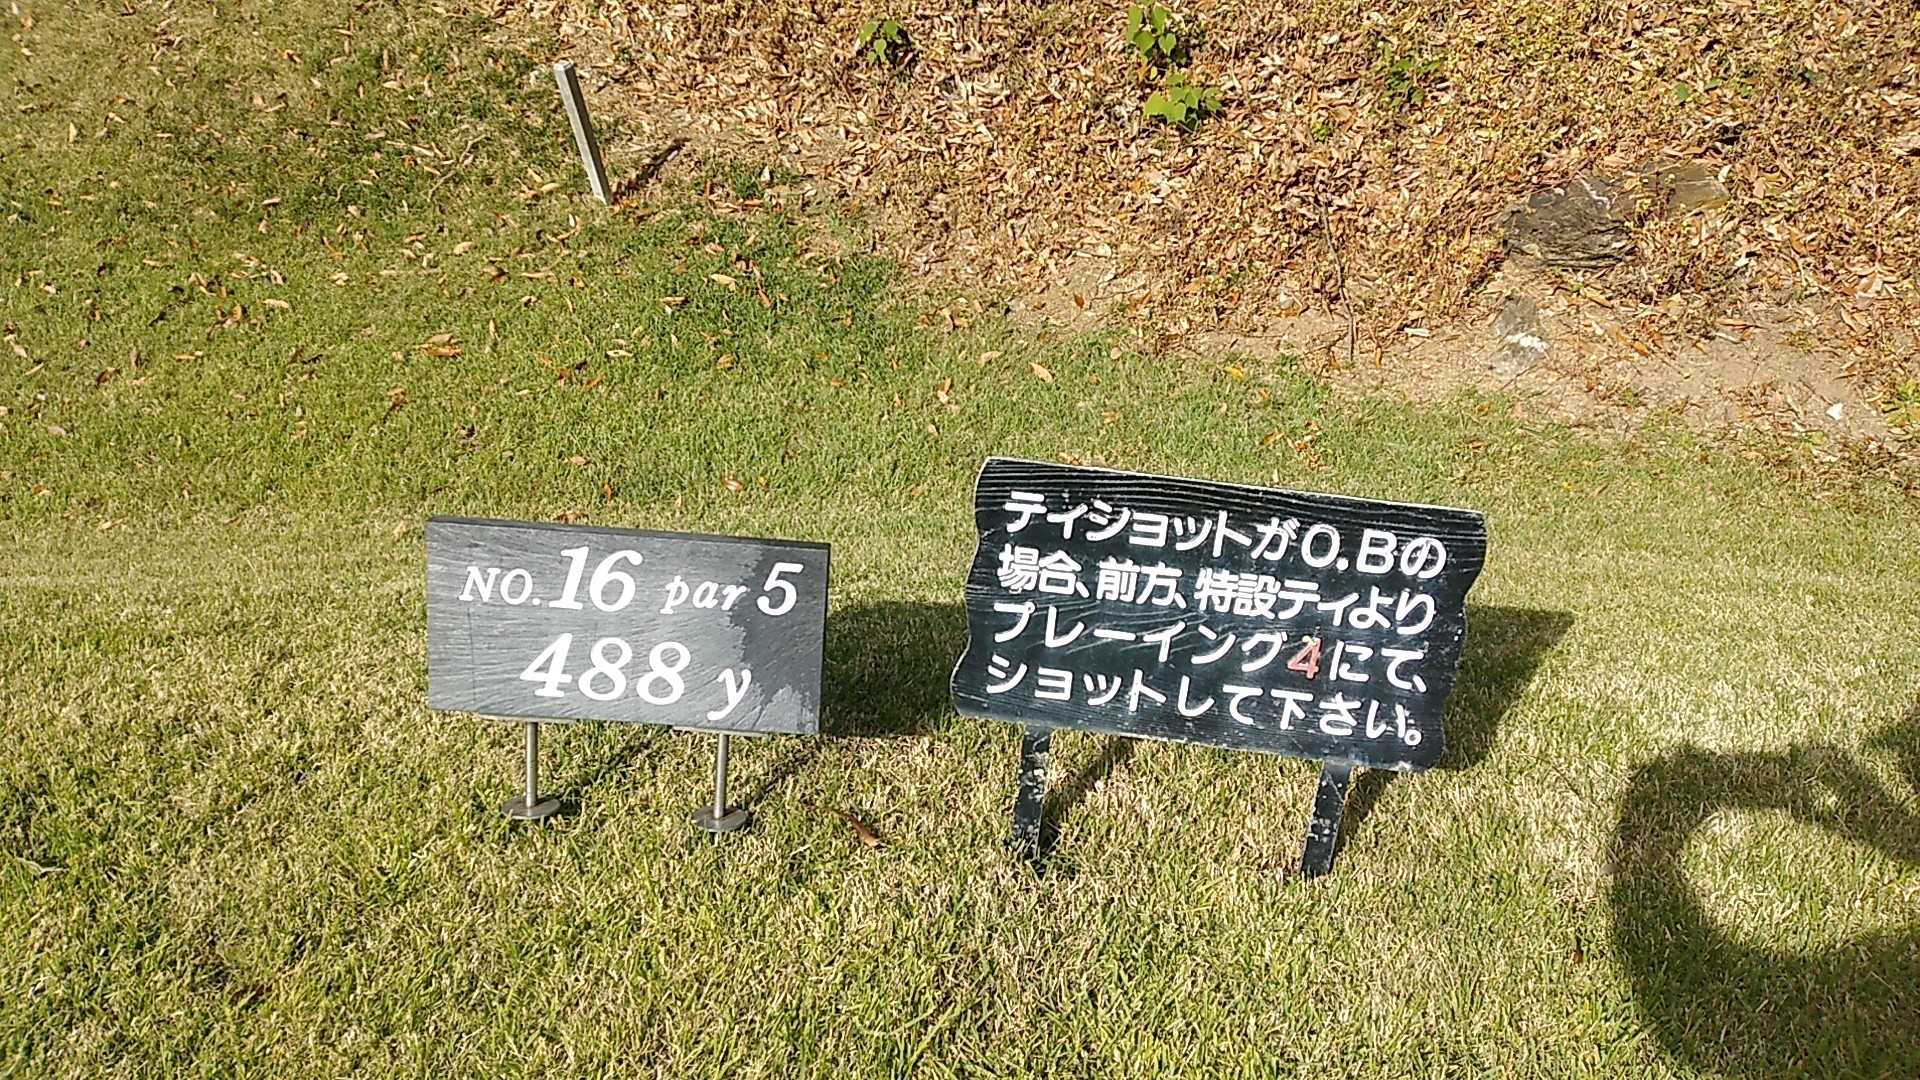 NO.16 par 5
488 y
ティショットがO.Bの
場合、前方、特設ティより
プレーイング4にて、
ショットして下さい。